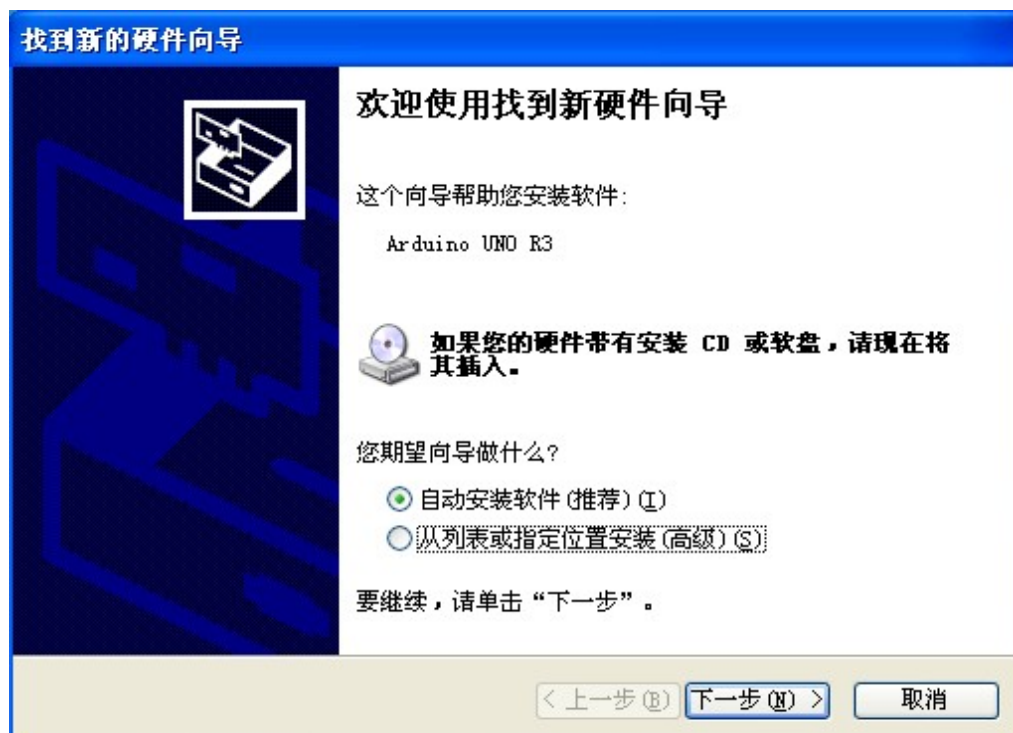 找到新的硬件向导
欢迎使用找到新硬件向导
这个向导帮助您安装软件:
Arduino UNO R3
如果您的硬件带有安装 CD 或软盘，请现在将
其插入。
您期望向导做什么?
自动安装软件(推荐)(I)
从列表或指定位置安装(高级)(S)
要继续，请单击“下一步”。
< 上一步(B) 下一步(N) > 取消